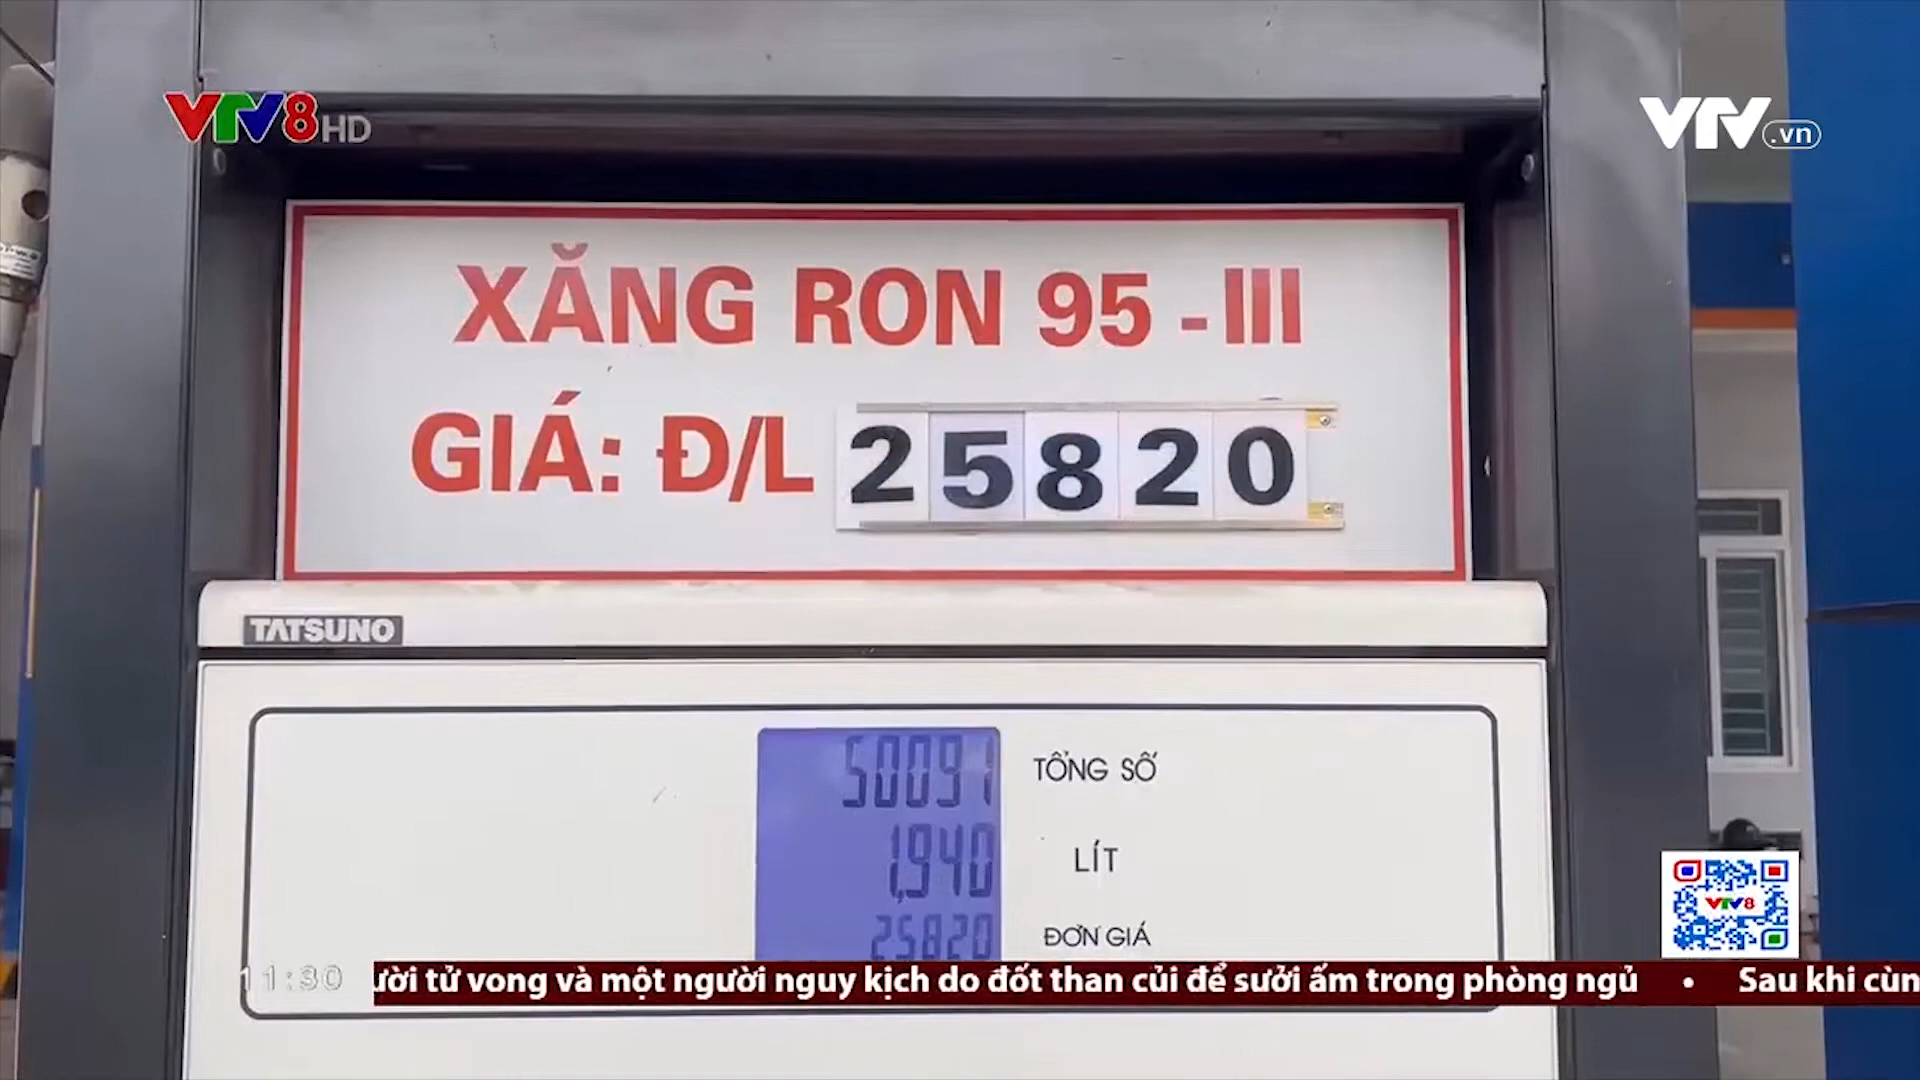 VTV8 HD
VTV.vn
XĂNG RON 95 - III
GIÁ: Đ/L 25820
TATSUNO
50091 TỔNG SỐ
1,940 LÍT
25820 ĐƠN GIÁ
VTV8
11:30 ười tử vong và một người nguy kịch do đốt than củi để sưởi ấm trong phòng ngủ • Sau khi cùn